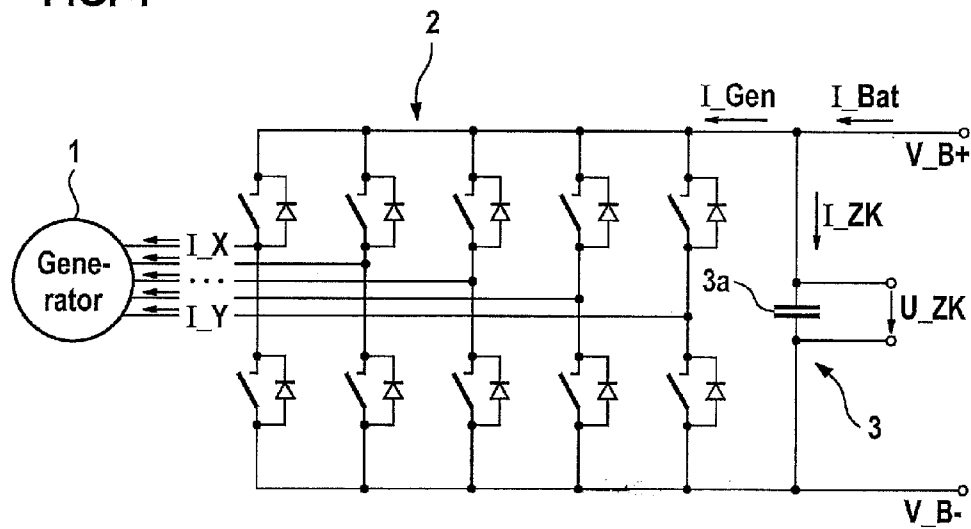 2
I_Gen
I_Bat
V_B+
1
I_X
I_ZK
Gene-
rator
...
3a
U_ZK
I_Y
3
V_B-